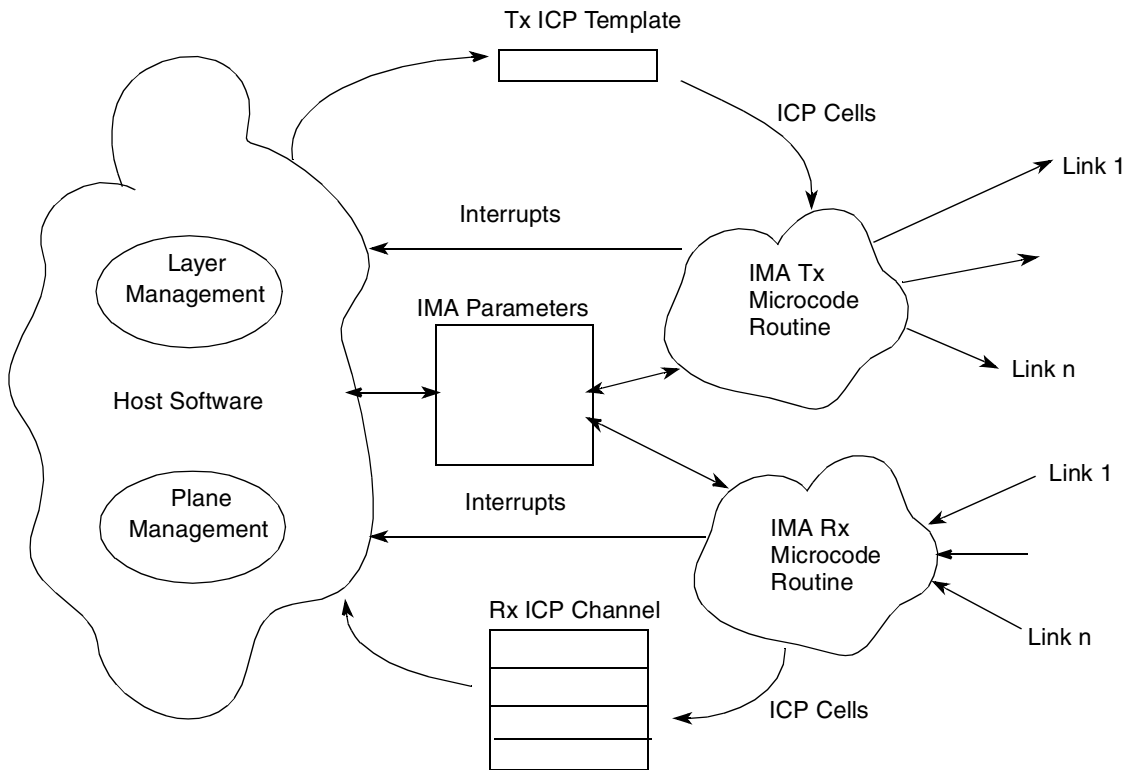 Tx ICP Template
ICP Cells
Link 1
Interrupts
Layer
Management
IMA Tx
Microcode
Routine
IMA Parameters
Link n
Host Software
Link 1
Plane
Management
Interrupts
IMA Rx
Microcode
Routine
Rx ICP Channel
Link n
ICP Cells